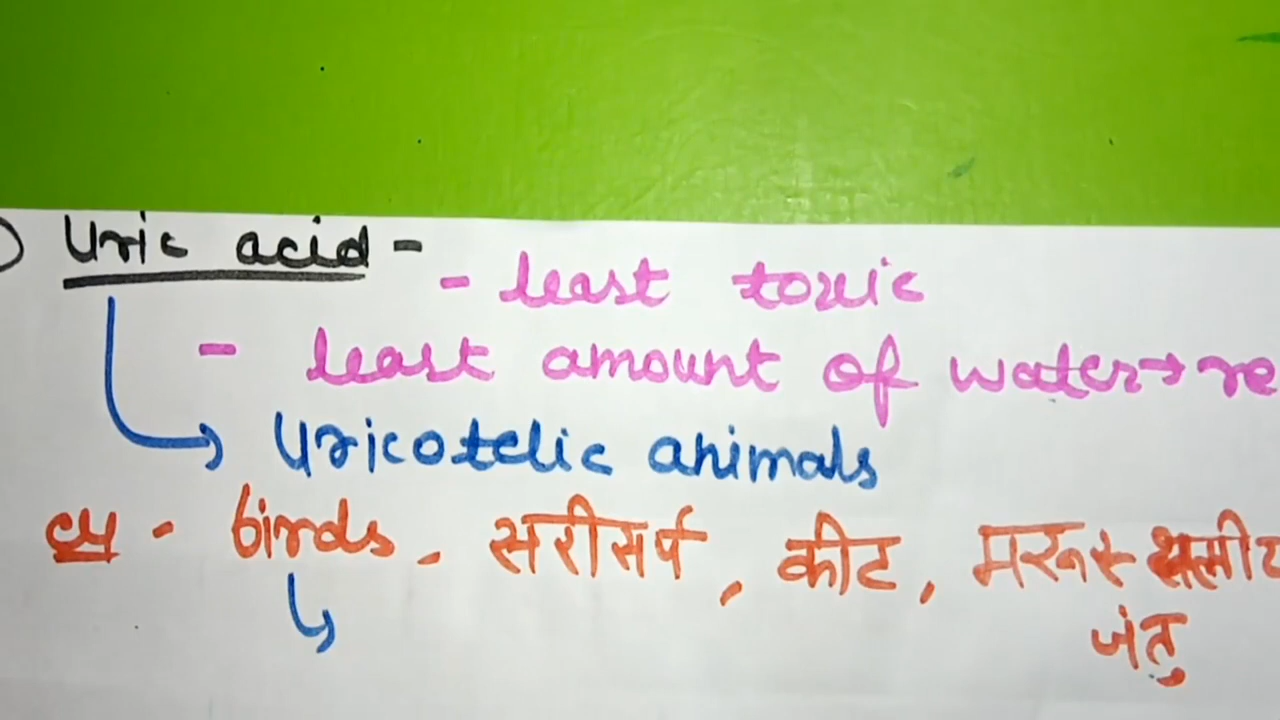 Uric acid -
- least toxic
- least amount of water → re
Uricotelic animals
eg - birds, सरीसर्प, कीट, मरूस्थलीय
जंतु